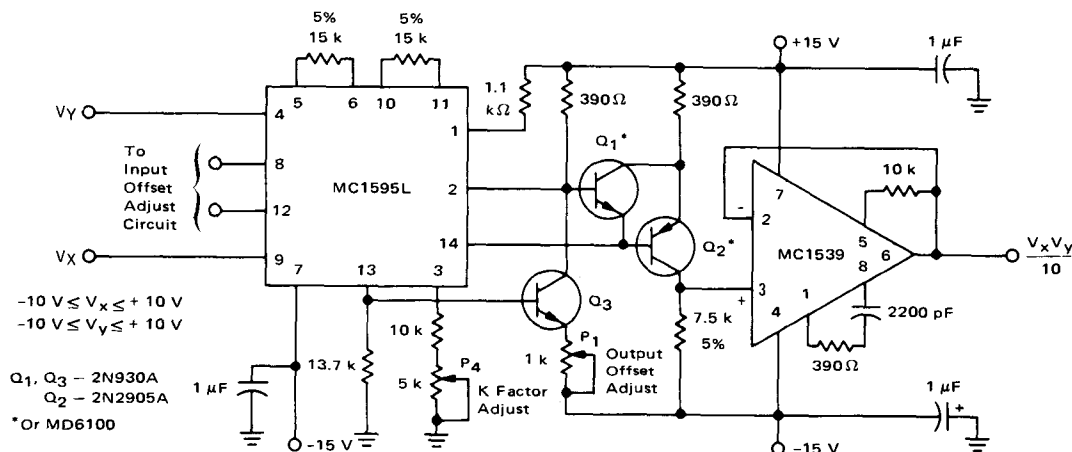 5%
15 k
5%
15 k
1.1
kΩ
390Ω
390Ω
+15 V
1 μF
5
6
10
11
VY
4
1
Q1*
To
Input
Offset
Adjust
Circuit
8
12
MC1595L
2
14
VX
9
7
13
3
-10 V ≤ Vx ≤ + 10 V
-10 V ≤ Vy ≤ + 10 V
Q2*
Q3
7
10 k
-
2
5
6
MC1539
8
+
3
1
4
VxVy
10
2200 pF
390Ω
7.5 k
5%
10 k
13.7 k
P4
5 k
K Factor
Adjust
P1
1 k
Output
Offset
Adjust
1 μF
Q1, Q3 – 2N930A
Q2 – 2N2905A
*Or MD6100
-15 V
-15 V
1 μF
+